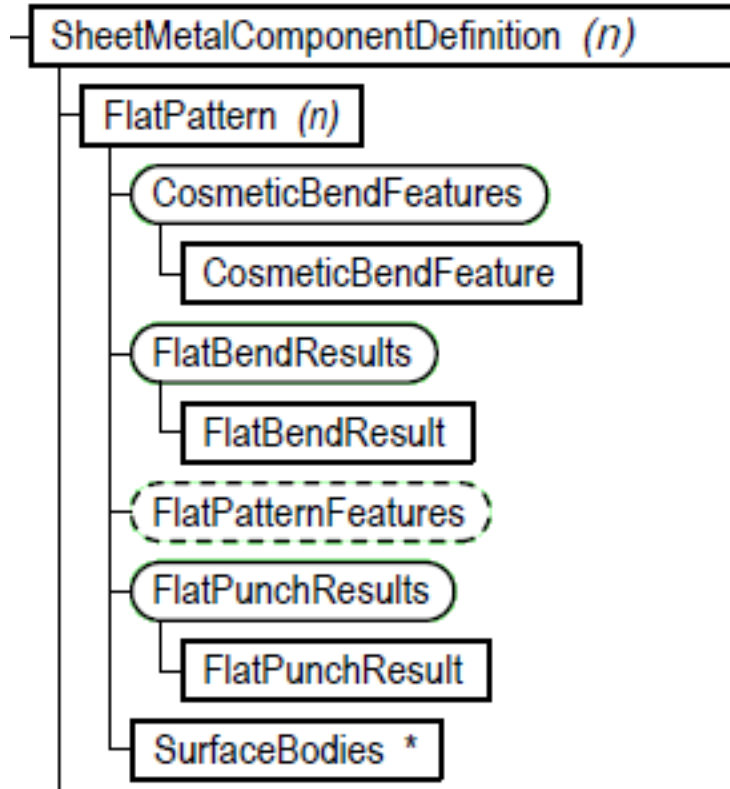 SheetMetalComponentDefinition (n)
FlatPattern (n)
CosmeticBendFeatures
CosmeticBendFeature
FlatBendResults
FlatBendResult
FlatPatternFeatures
FlatPunchResults
FlatPunchResult
SurfaceBodies *